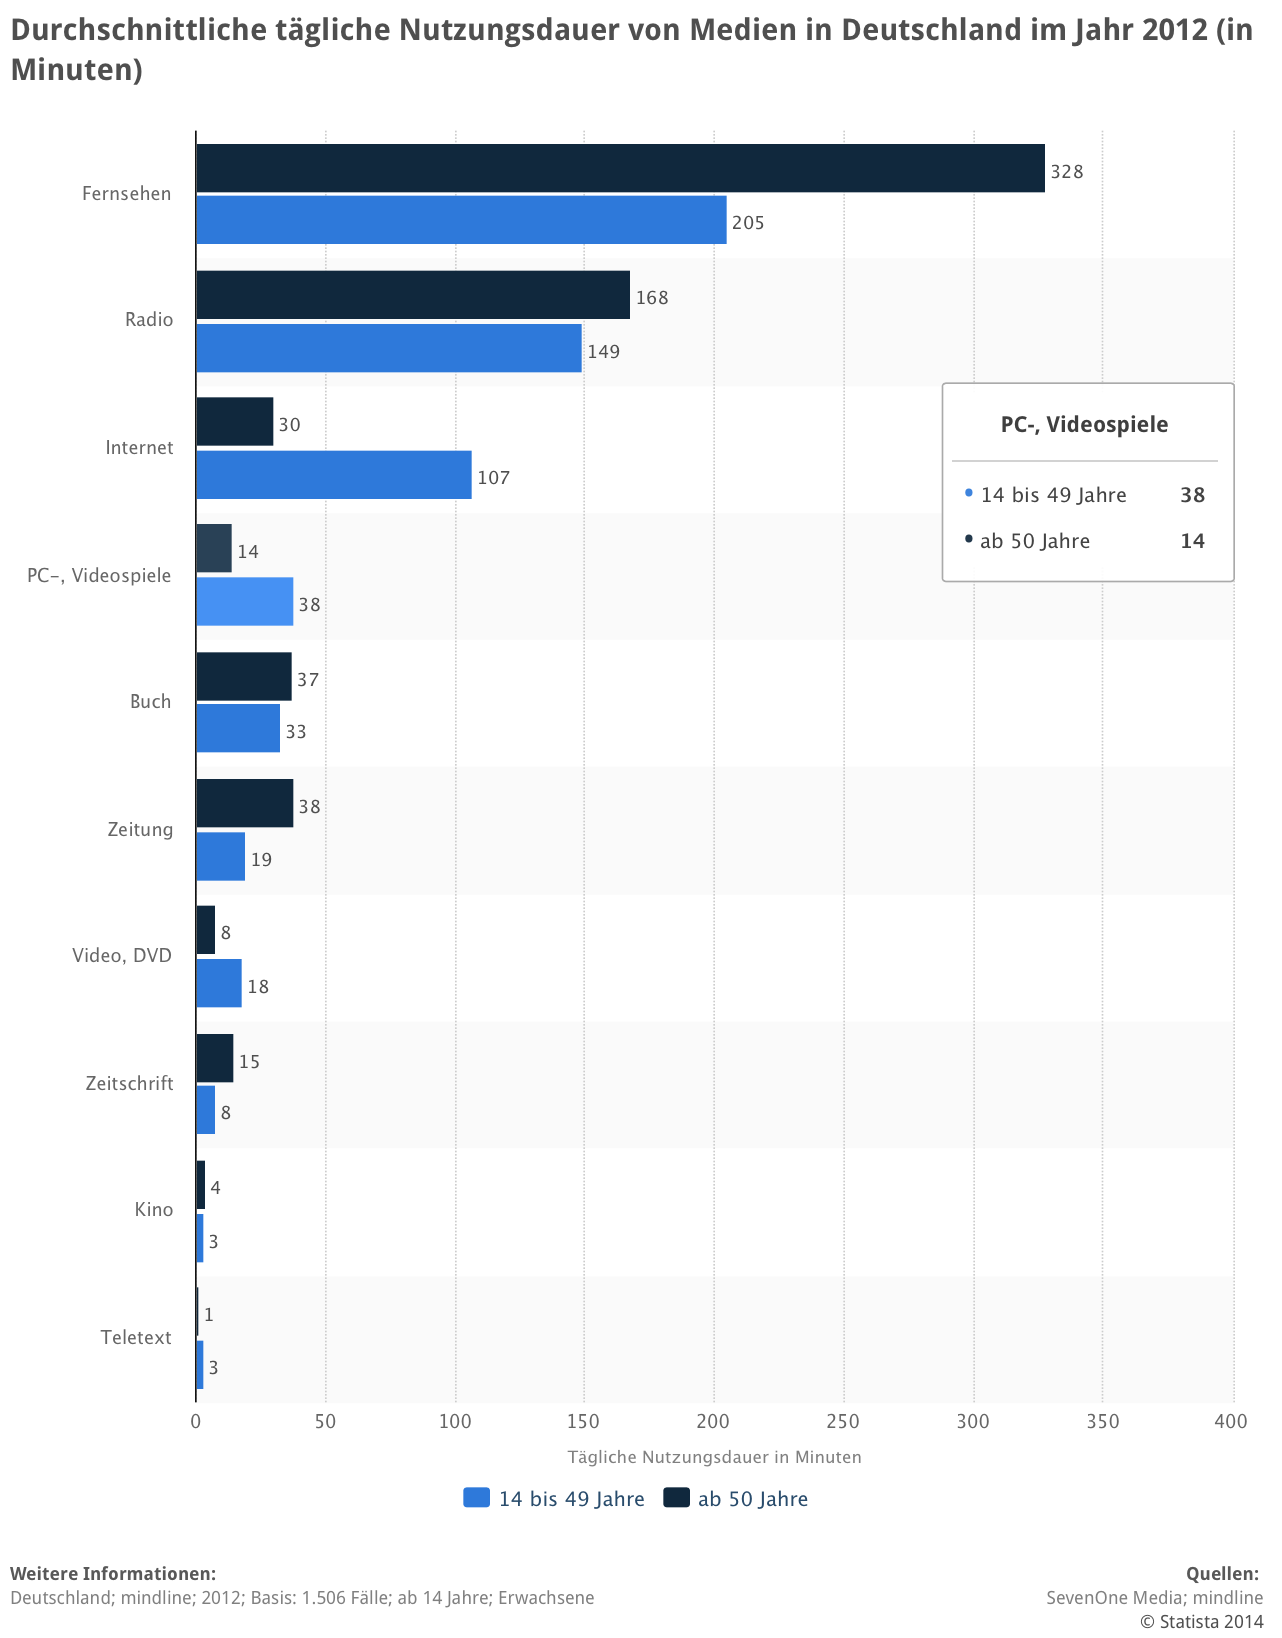 Durchschnittliche tägliche Nutzungsdauer von Medien in Deutschland im Jahr 2012 (in
Minuten)
Fernsehen
328
205
Radio
168
149
Internet
30
107
PC-, Videospiele
14 bis 49 Jahre 38
ab 50 Jahre 14
PC-, Videospiele
14
38
Buch
37
33
Zeitung
38
19
Video, DVD
8
18
Zeitschrift
15
8
Kino
4
3
Teletext
1
3
0 50 100 150 200 250 300 350 400
Tägliche Nutzungsdauer in Minuten
14 bis 49 Jahre ab 50 Jahre
Weitere Informationen:
Deutschland; mindline; 2012; Basis: 1.506 Fälle; ab 14 Jahre; Erwachsene
Quellen:
SevenOne Media; mindline
© Statista 2014